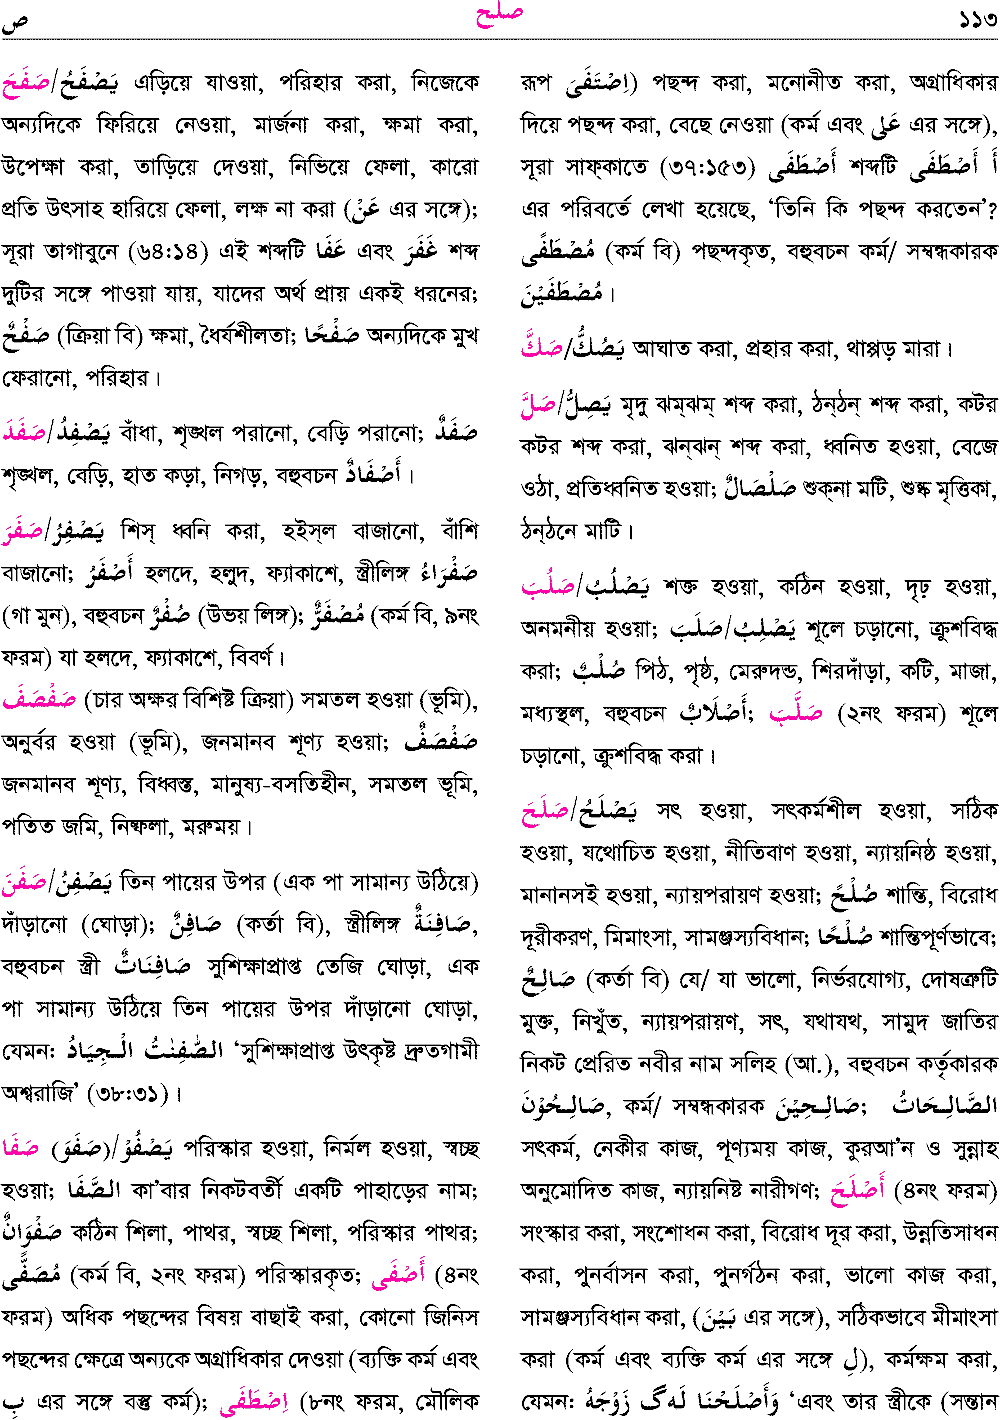 ص صلح ১১৩
صَفَحَ/يَصْفَحُ এড়িয়ে যাওয়া, পরিহার করা, নিজেকে
অন্যদিকে ফিরিয়ে নেওয়া, মার্জনা করা, ক্ষমা করা,
উপেক্ষা করা, তাড়িয়ে দেওয়া, নিভিয়ে ফেলা, কারো
প্রতি উৎসাহ হারিয়ে ফেলা, লক্ষ না করা (عَنْ এর সঙ্গে);
সূরা তাগাবুনে (৬৪:১৪) এই শব্দটি عَفَا এবং غَفَرَ শব্দ
দুটির সঙ্গে পাওয়া যায়, যাদের অর্থ প্রায় একই ধরনের;
صَفْحٌ (ক্রিয়া বি) ক্ষমা, ধৈর্যশীলতা; صَفْحًا অন্যদিকে মুখ
ফেরানো, পরিহার।
صَفَدَ/يَصْفِدُ বাঁধা, শৃঙ্খল পরানো, বেড়ি পরানো; صَفَدٌ
শৃঙ্খল, বেড়ি, হাত কড়া, নিগড়, বহুবচন أَصْفَادٌ।
صَفَرَ/يَصْفِرُ শিস্ ধ্বনি করা, হইস্ল বাজানো, বাঁশি
বাজানো; أَصْفَرُ হলদে, হলুদ, ফ্যাকাশে, স্ত্রীলিঙ্গ صَفْرَاءُ
(গা মুন), বহুবচন صُفْرٌ (উভয় লিঙ্গ); مُصْفَرٌّ (কর্ম বি, ৯নং
ফরম) যা হলদে, ফ্যাকাশে, বিবর্ণ।
صَفْصَفَ (চার অক্ষর বিশিষ্ট ক্রিয়া) সমতল হওয়া (ভূমি),
অনুর্বর হওয়া (ভূমি), জনমানব শূণ্য হওয়া; صَفْصَفٌ
জনমানব শূণ্য, বিধ্বস্ত, মানুষ্য-বসতিহীন, সমতল ভূমি,
পতিত জমি, নিষ্ফলা, মরুময়।
صَفَنَ/يَصْفِنُ তিন পায়ের উপর (এক পা সামান্য উঠিয়ে)
দাঁড়ানো (ঘোড়া); صَافِنٌ (কর্তা বি), স্ত্রীলিঙ্গ صَافِنَةٌ,
বহুবচন স্ত্রী صَافِنَاتٌ সুশিক্ষাপ্রাপ্ত তেজি ঘোড়া, এক
পা সামান্য উঠিয়ে তিন পায়ের উপর দাঁড়ানো ঘোড়া,
যেমন: الصّٰفِنٰتُ الْجِيَادُ ‘সুশিক্ষাপ্রাপ্ত উৎকৃষ্ট দ্রুতগামী
অশ্বরাজি’ (৩৮:৩১)।
صَفَا (صَفَوَ)/يَصْفُوْ পরিস্কার হওয়া, নির্মল হওয়া, স্বচ্ছ
হওয়া; الصَّفَا কা’বার নিকটবর্তী একটি পাহাড়ের নাম;
صَفْوَانٌ কঠিন শিলা, পাথর, স্বচ্ছ শিলা, পরিস্কার পাথর;
مُصَفًّى (কর্ম বি, ২নং ফরম) পরিস্কারকৃত; أَصْفَى (৪নং
ফরম) অধিক পছন্দের বিষয় বাছাই করা, কোনো জিনিস
পছন্দের ক্ষেত্রে অন্যকে অগ্রাধিকার দেওয়া (ব্যক্তি কর্ম এবং
بِ এর সঙ্গে বস্তু কর্ম); اِصْطَفَى (৮নং ফরম, মৌলিক
রূপ اِصْتَفَىَ) পছন্দ করা, মনোনীত করা, অগ্রাধিকার
দিয়ে পছন্দ করা, বেছে নেওয়া (কর্ম এবং عَلٰى এর সঙ্গে),
সূরা সাফ্‌কাতে (৩৭:১৫৩) أَصْطَفَى শব্দটি أَ أَصْطَفَى
এর পরিবর্তে লেখা হয়েছে, ‘তিনি কি পছন্দ করতেন’?
مُصْطَفًى (কর্ম বি) পছন্দকৃত, বহুবচন কর্ম/ সম্বন্ধকারক
مُصْطَفَيْنَ।
صَكَّ/يَصُكُّ আঘাত করা, প্রহার করা, থাপ্পড় মারা।
صَلَّ/يَصِلُّ মৃদু ঝম্‌ঝম্ শব্দ করা, ঠন্‌ঠন্ শব্দ করা, কটর
কটর শব্দ করা, ঝন্‌ঝন্ শব্দ করা, ধ্বনিত হওয়া, বেজে
ওঠা, প্রতিধ্বনিত হওয়া; صَلْصَالٌ শুক্‌না মটি, শুষ্ক মৃত্তিকা,
ঠন্‌ঠনে মাটি।
صَلُبَ/يَصْلُبُ শক্ত হওয়া, কঠিন হওয়া, দৃঢ় হওয়া,
অনমনীয় হওয়া; صَلَبَ/يَصْلِبُ শূলে চড়ানো, ক্রুশবিদ্ধ
করা; صُلْبٌ পিঠ, পৃষ্ঠ, মেরুদন্ড, শিরদাঁড়া, কটি, মাজা,
মধ্যস্থল, বহুবচন أَصْلَابٌ; صَلَّبَ (২নং ফরম) শূলে
চড়ানো, ক্রুশবিদ্ধ করা।
صَلَحَ/يَصْلَحُ সৎ হওয়া, সৎকর্মশীল হওয়া, সঠিক
হওয়া, যথোচিত হওয়া, নীতিবাণ হওয়া, ন্যায়নিষ্ঠ হওয়া,
মানানসই হওয়া, ন্যায়পরায়ণ হওয়া; صُلْحٌ শান্তি, বিরোধ
দূরীকরণ, মিমাংসা, সামঞ্জস্যবিধান; صُلْحًا শান্তিপূর্ণভাবে;
صَالِحٌ (কর্তা বি) যে/ যা ভালো, নির্ভরযোগ্য, দোষত্রুটি
মুক্ত, নিখুঁত, ন্যায়পরায়ণ, সৎ, যথাযথ, সামুদ জাতির
নিকট প্রেরিত নবীর নাম সলিহ (আ.), বহুবচন কর্তৃকারক
صَالِحُوْنَ, কর্ম/ সম্বন্ধকারক صَالِحِيْنَ; الصَّالِحَاتُ
সৎকর্ম, নেকীর কাজ, পূণ্যময় কাজ, কুরআ’ন ও সুন্নাহ
অনুমোদিত কাজ, ন্যায়নিষ্ট নারীগণ; أَصْلَحَ (৪নং ফরম)
সংস্কার করা, সংশোধন করা, বিরোধ দূর করা, উন্নতিসাধন
করা, পুনর্বাসন করা, পুনর্গঠন করা, ভালো কাজ করা,
সামঞ্জস্যবিধান করা, (بَيْنَ এর সঙ্গে), সঠিকভাবে মীমাংসা
করা (কর্ম এবং ব্যক্তি কর্ম এর সঙ্গে لِ), কর্মক্ষম করা,
যেমন: وَأَصْلَحْنَا لَهُ زَوْجَهُ ‘এবং তার স্ত্রীকে (সন্তান